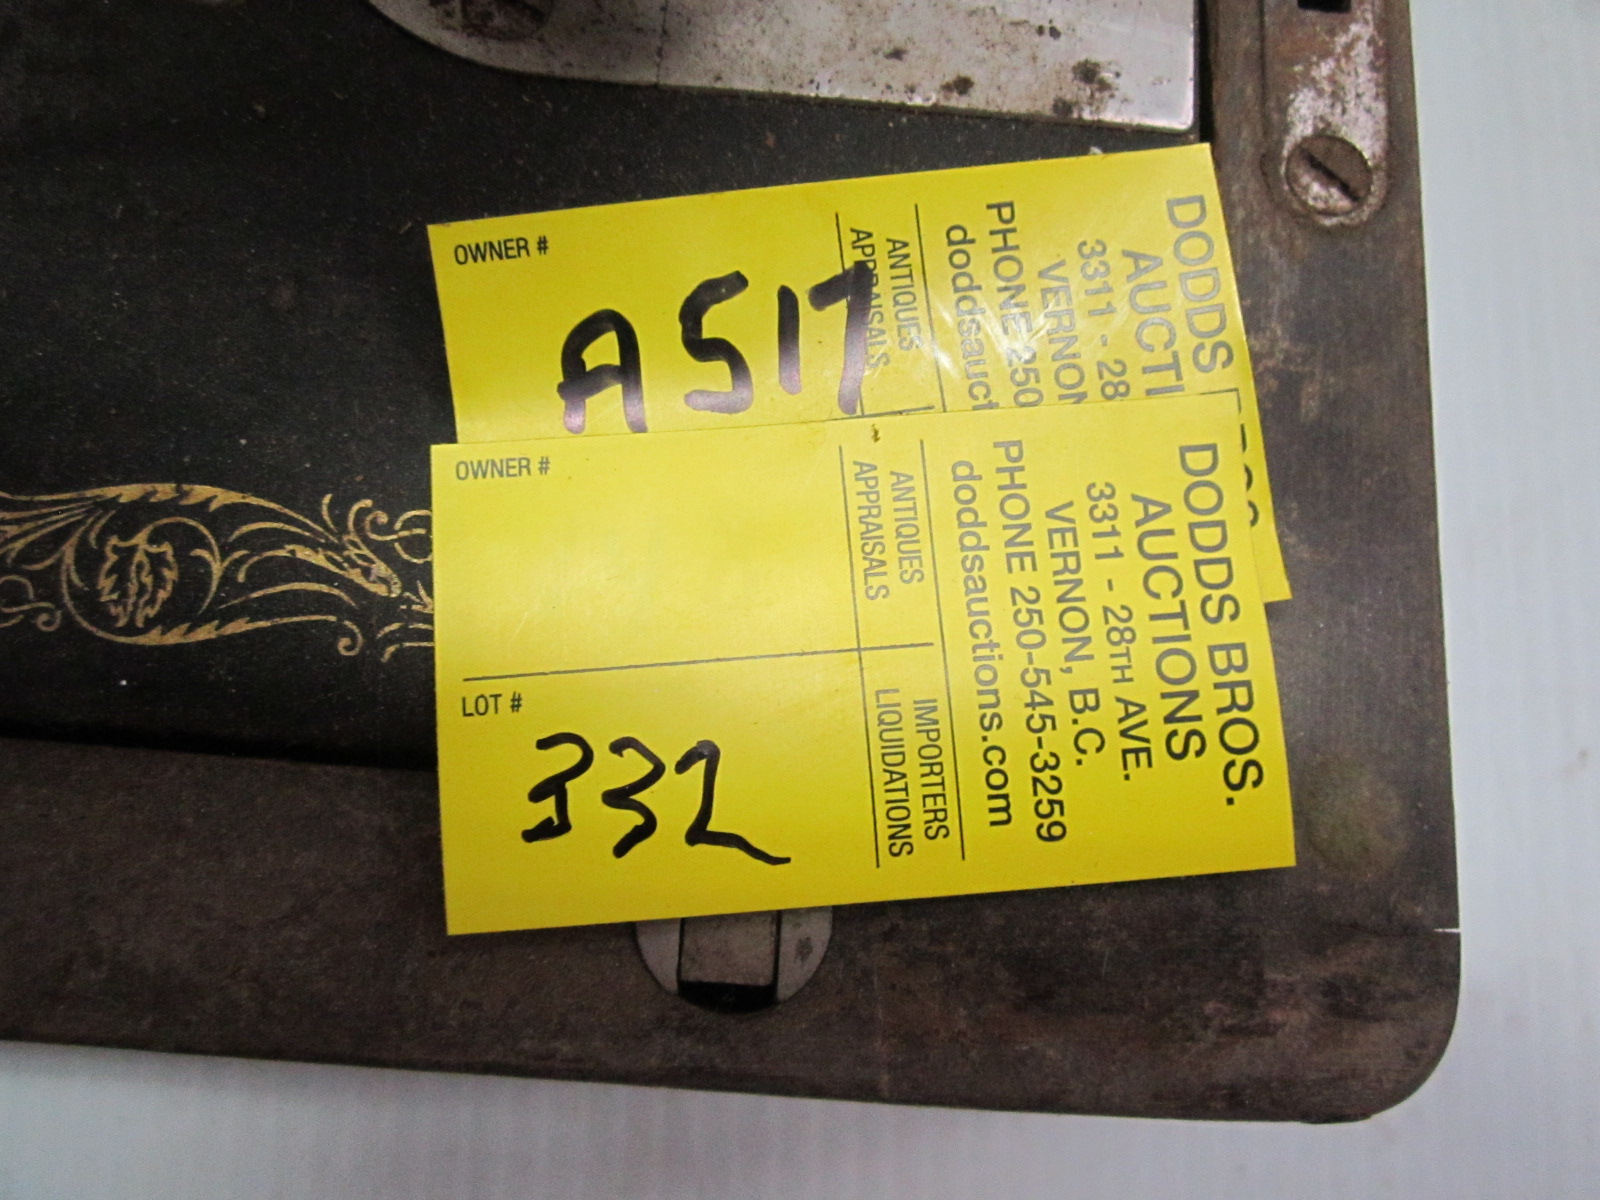 OWNER #
A517
ANTIQUES
APPRAISALS
DODDS
AUCTI
3311 - 28
VERNON
PHONE 250
doddsauct
OWNER #
LOT #
332
ANTIQUES IMPORTERS
APPRAISALS LIQUIDATIONS
DODDS BROS.
AUCTIONS
3311 - 28TH AVE.
VERNON, B.C.
PHONE 250-545-3259
doddsauctions.com